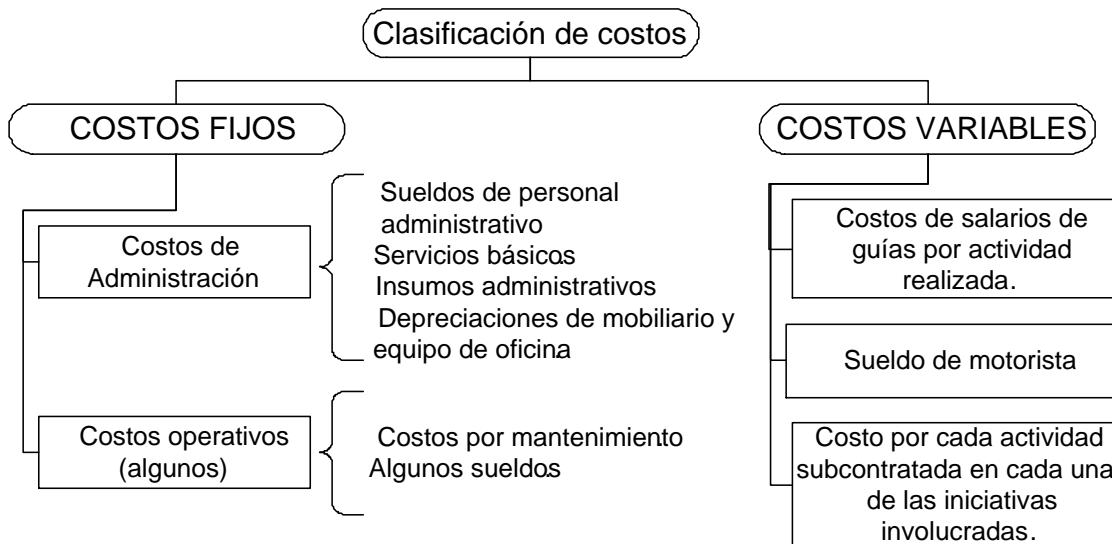 Clasificación de costos
COSTOS FIJOS
Costos de
Administración
Sueldos de personal
administrativo
Servicios básicos.
Insumos administrativos.
Depreciaciones de mobiliario y
equipo de oficina.
Costos operativos
(algunos)
Costos por mantenimiento.
Algunos sueldos.
COSTOS VARIABLES
Costos de salarios de
guías por actividad
realizada.
Sueldo de motorista
Costo por cada actividad
subcontratada en cada una
de las iniciativas
involucradas.